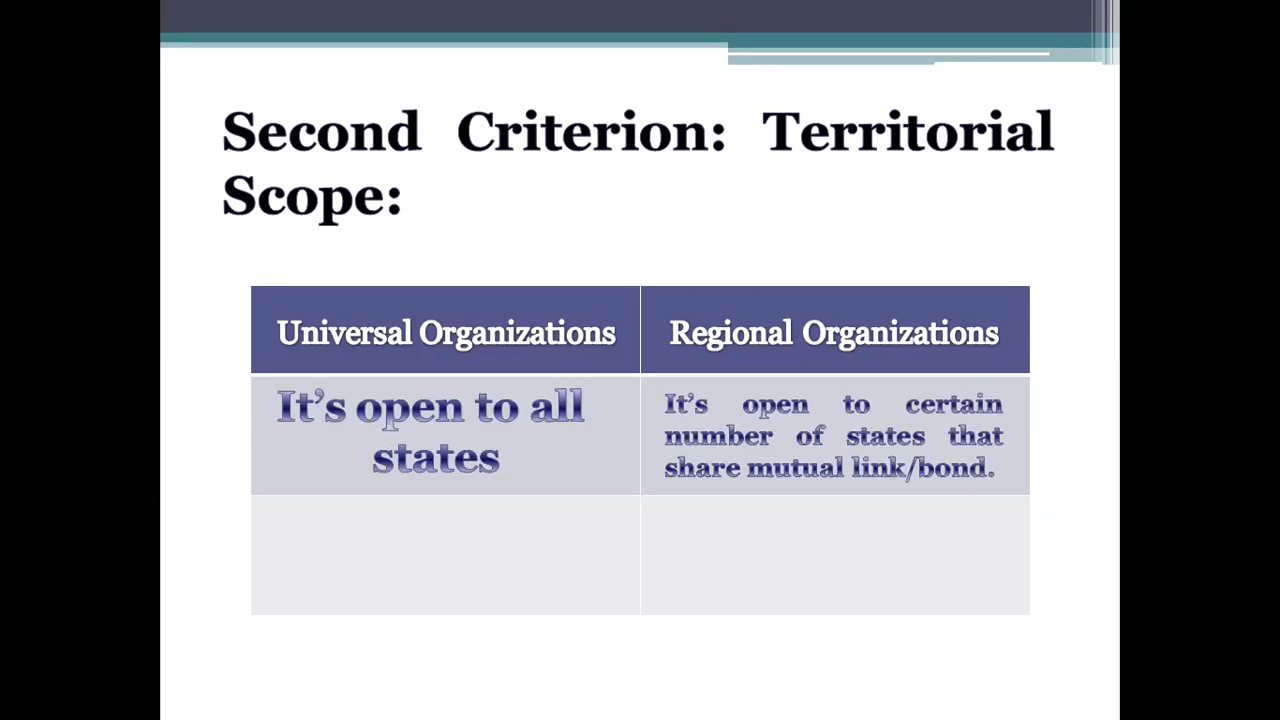 Second Criterion: Territorial
Scope:
Universal Organizations
Regional Organizations
It's open to all
states
It's open to certain
number of states that
share mutual link/bond.